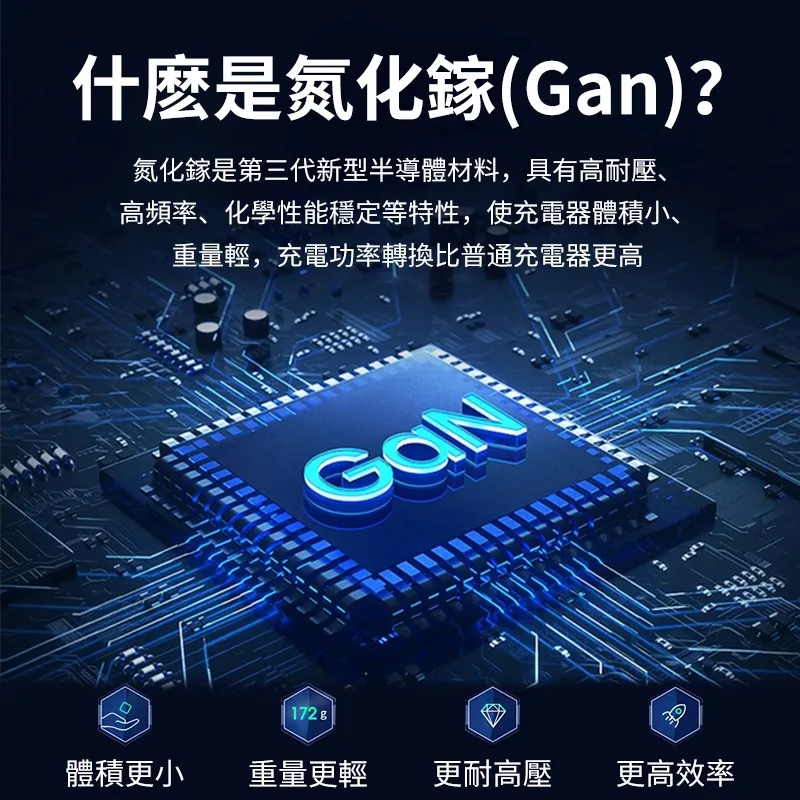 什麽是氮化鎵(Gan)?
氮化鎵是第三代新型半導體材料，具有高耐壓、
高頻率、化學性能穩定等特性，使充電器體積小、
重量輕，充電功率轉換比普通充電器更高
GaN
172g
體積更小
重量更輕
更耐高壓
更高效率